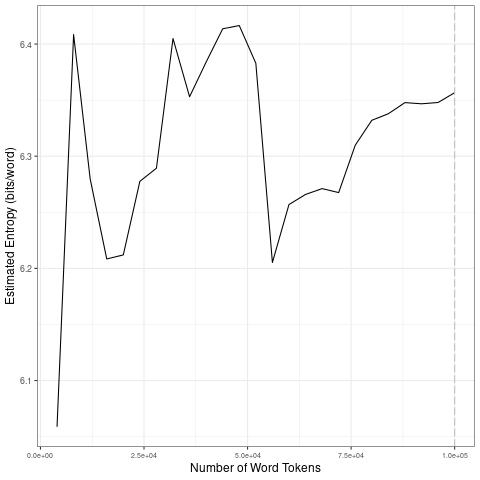 6.4
6.3
6.2
6.1
Estimated Entropy (bits/word)
0.0e+00 2.5e+04 5.0e+04 7.5e+04 1.0e+05
Number of Word Tokens